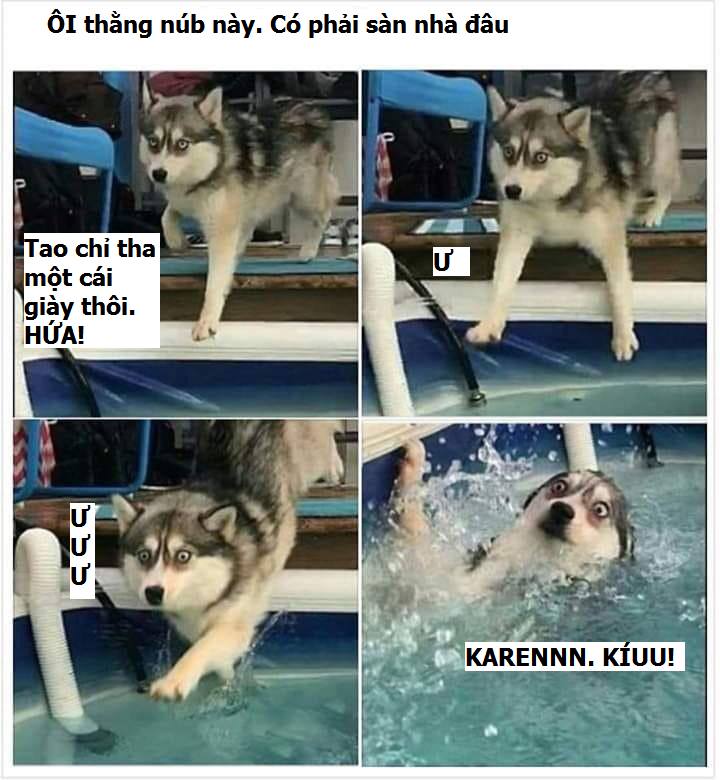 ÔI thằng núb này. Có phải sàn nhà đâu
Tao chỉ tha
một cái
giày thôi.
HỨA!
Ư
Ư
Ư
Ư
KARENNN. KÍUU!